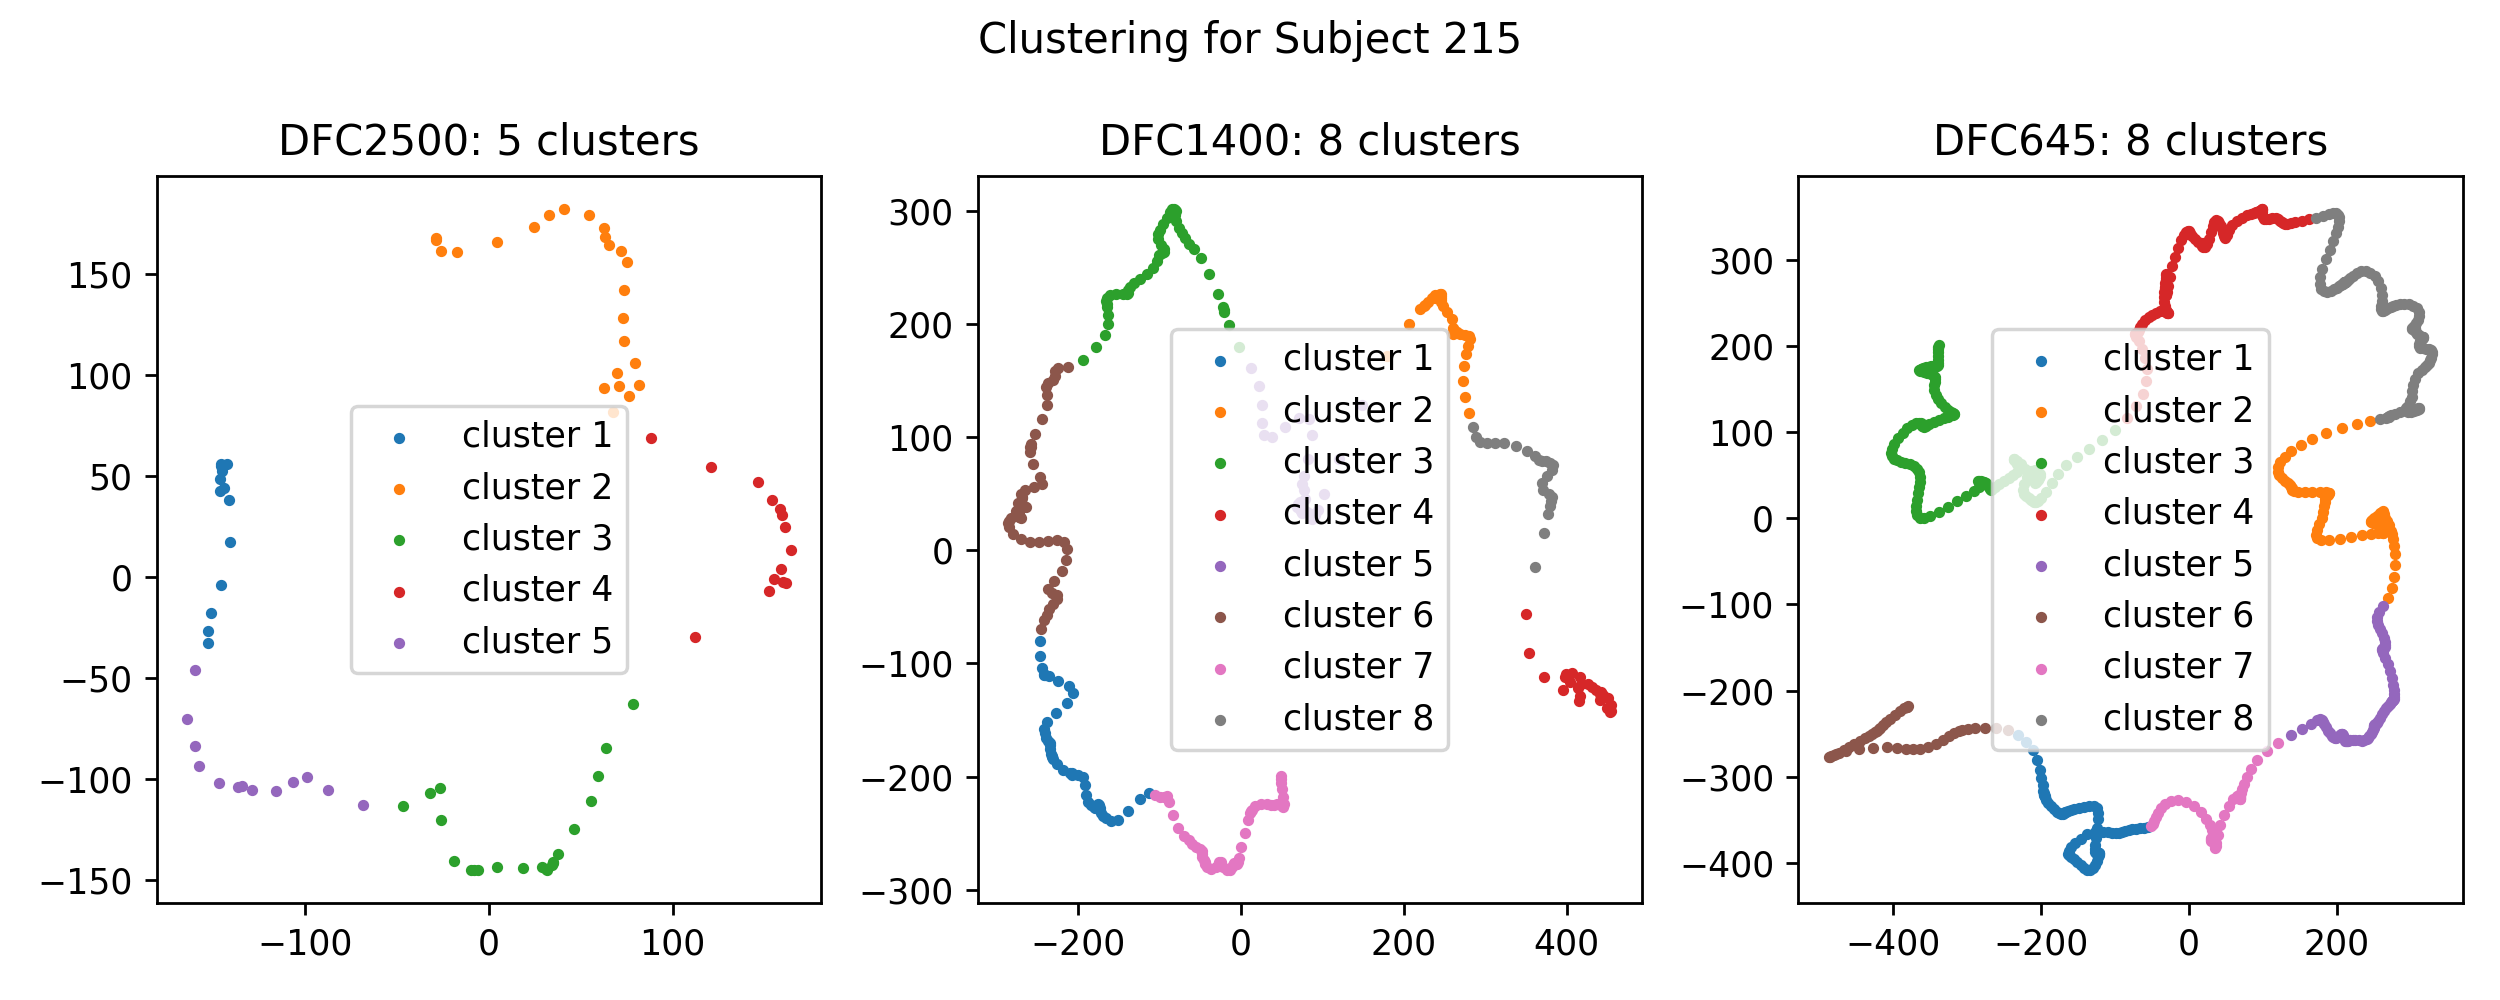 Clustering for Subject 215
DFC2500: 5 clusters
150
100
50
0
−50
−100
−150
−100
0
100
cluster 1
cluster 2
cluster 3
cluster 4
cluster 5
DFC1400: 8 clusters
300
200
100
0
−100
−200
−300
−200
0
200
400
cluster 1
cluster 2
cluster 3
cluster 4
cluster 5
cluster 6
cluster 7
cluster 8
DFC645: 8 clusters
300
200
100
0
−100
−200
−300
−400
−400
−200
0
200
cluster 1
cluster 2
cluster 3
cluster 4
cluster 5
cluster 6
cluster 7
cluster 8